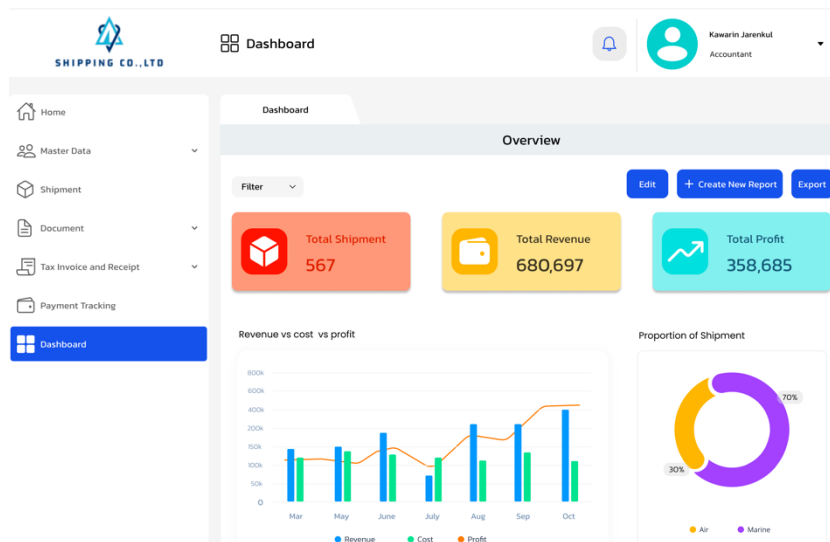 SHIPPING CO.,LTD
Dashboard
Kawarin Jarenkul
Accountant
Home
Master Data
Shipment
Document
Tax Invoice and Receipt
Payment Tracking
Dashboard
Dashboard
Overview
Filter
Edit
+ Create New Report
Export
Total Shipment
567
Total Revenue
680,697
Total Profit
358,685
Revenue vs cost vs profit
800k
600k
400k
200k
150k
100k
50k
0
Mar May June July Aug Sep Oct
Revenue Cost Profit
Proportion of Shipment
70%
30%
Air Marine